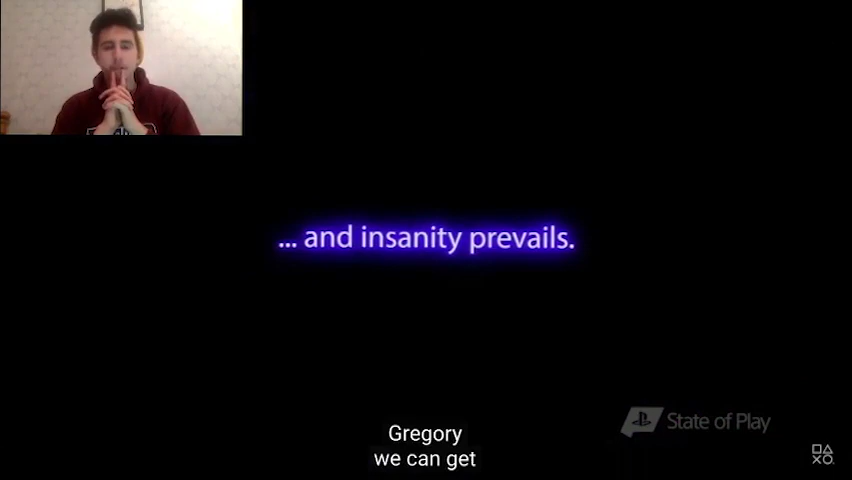 ... and insanity prevails.
State of Play
Gregory
we can get